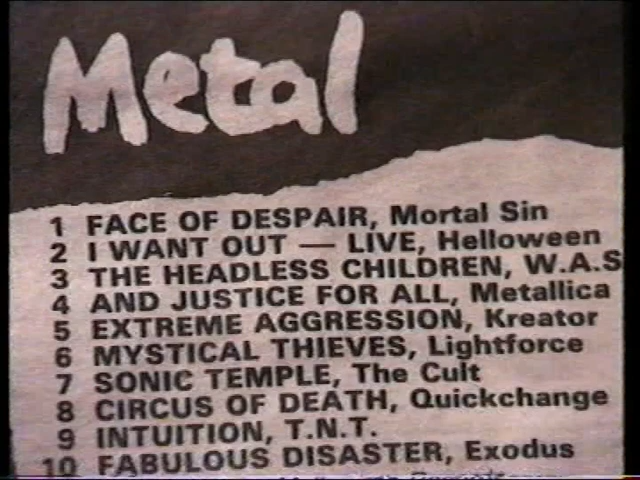 Metal
1 FACE OF DESPAIR, Mortal Sin
2 I WANT OUT — LIVE, Helloween
3 THE HEADLESS CHILDREN, W.A.S
4 AND JUSTICE FOR ALL, Metallica
5 EXTREME AGGRESSION, Kreator
6 MYSTICAL THIEVES, Lightforce
7 SONIC TEMPLE, The Cult
8 CIRCUS OF DEATH, Quickchange
9 INTUITION, T.N.T.
10 FABULOUS DISASTER, Exodus